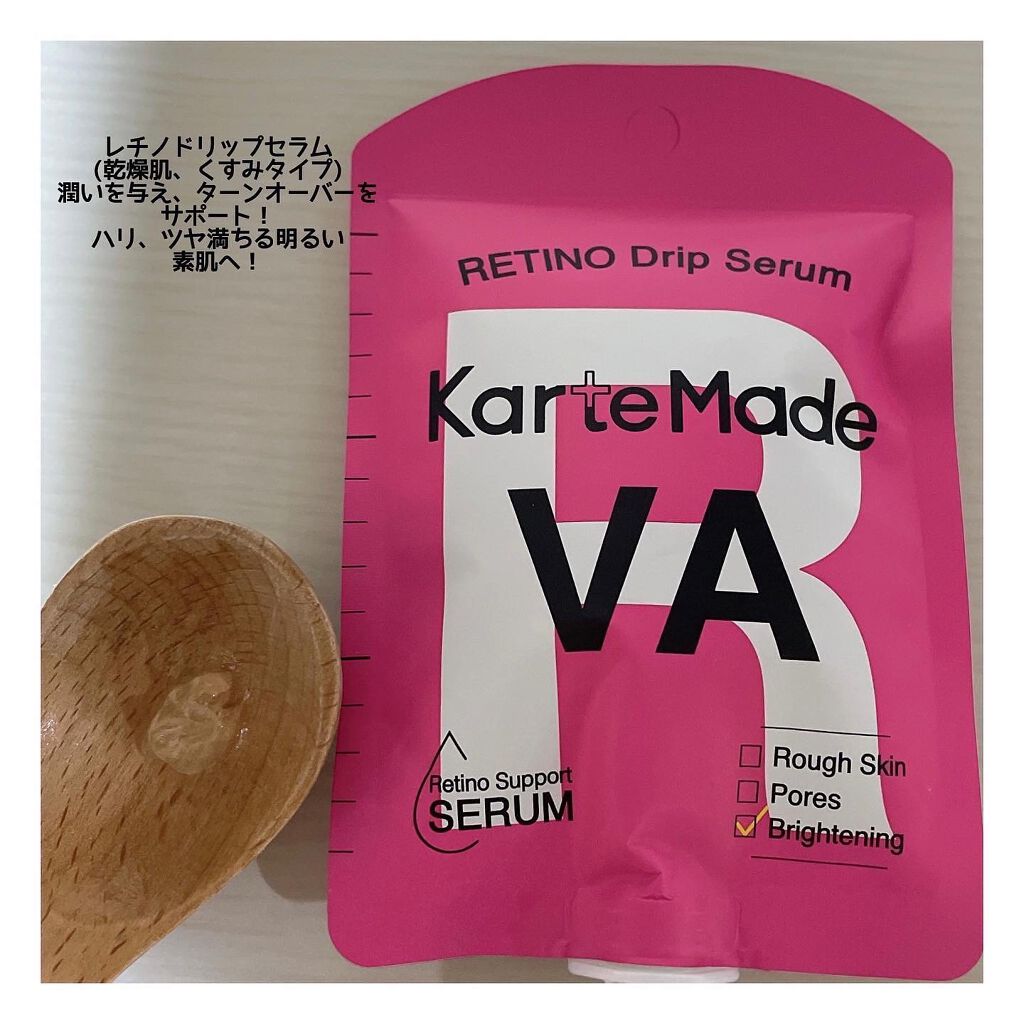 レチノドリップセラム
(乾燥肌、くすみタイプ)
潤いを与え、ターンオーバーを
サポート！
ハリ、ツヤ満ちる明るい
素肌へ！
RETINO Drip Serum
R
KarteMade
VA
Retino Support
SERUM
Rough Skin
Pores
Brightening